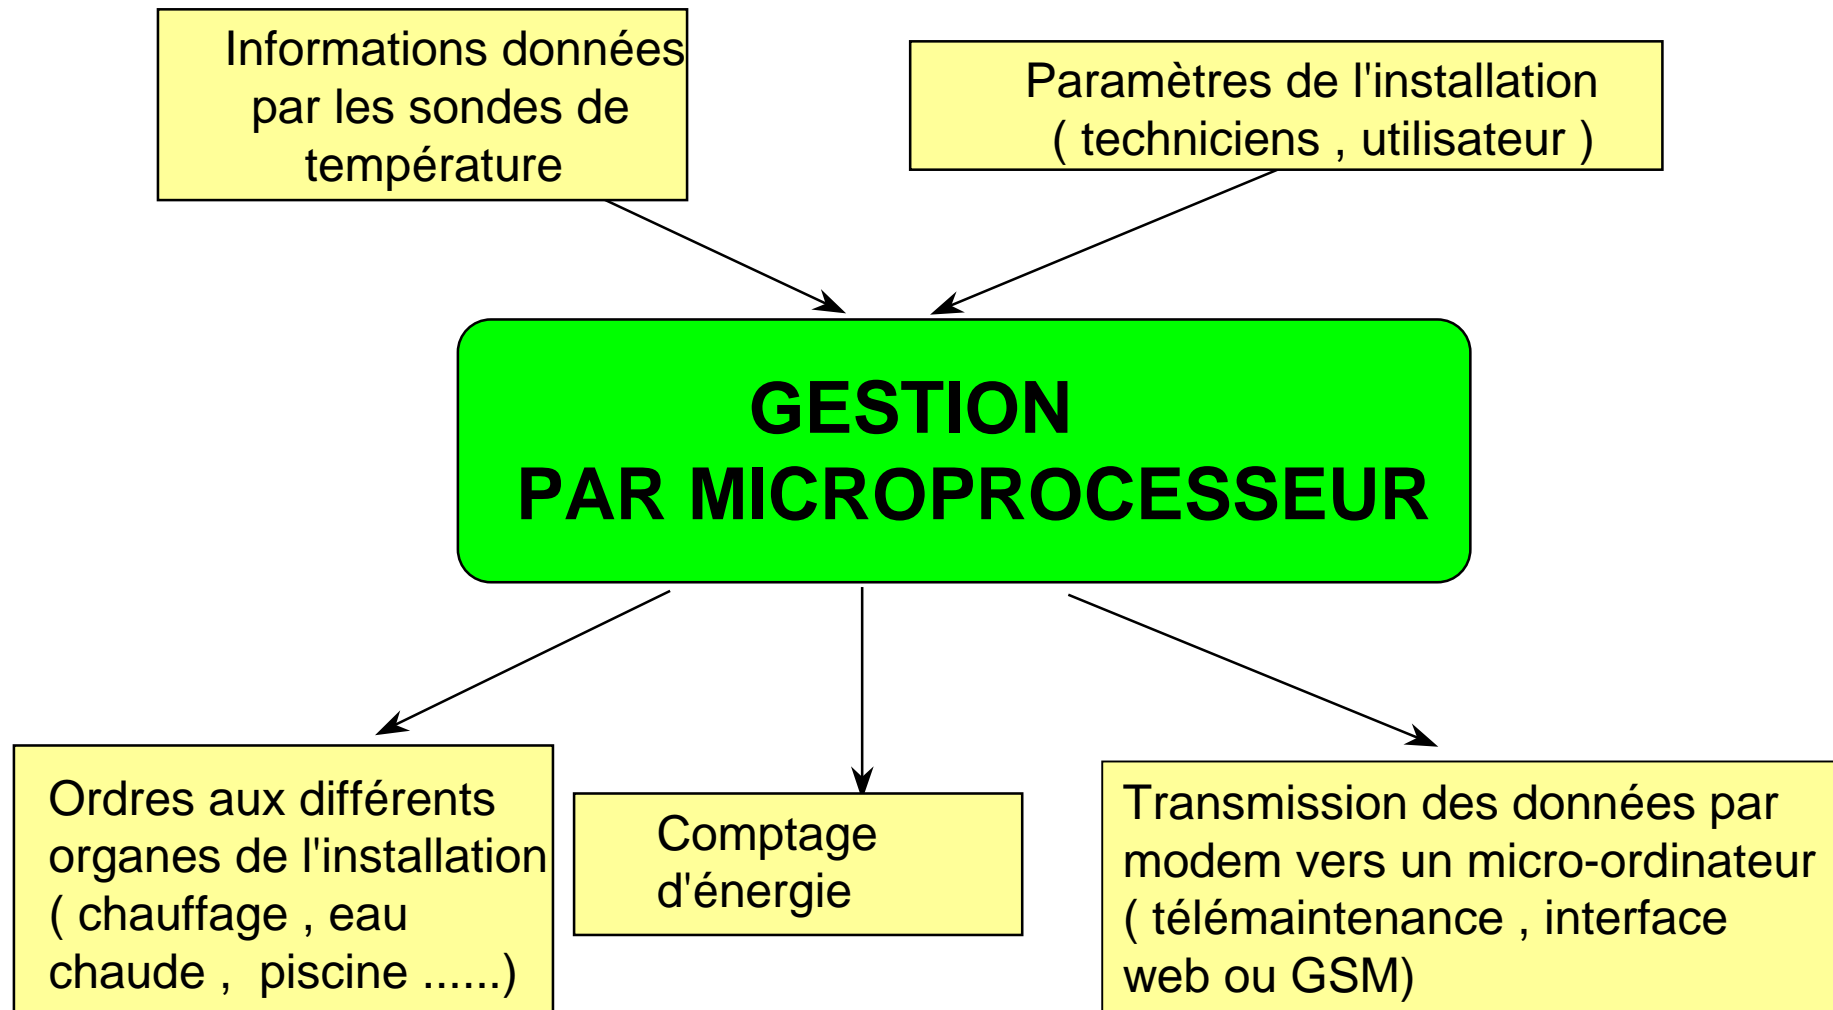 Informations données
par les sondes de
température
Paramètres de l'installation
( techniciens , utilisateur )
GESTION
PAR MICROPROCESSEUR
Ordres aux différents
organes de l'installation
( chauffage , eau
chaude ,  piscine ......)
Comptage
d'énergie
Transmission des données par
modem vers un micro-ordinateur
( télémaintenance , interface
web ou GSM)